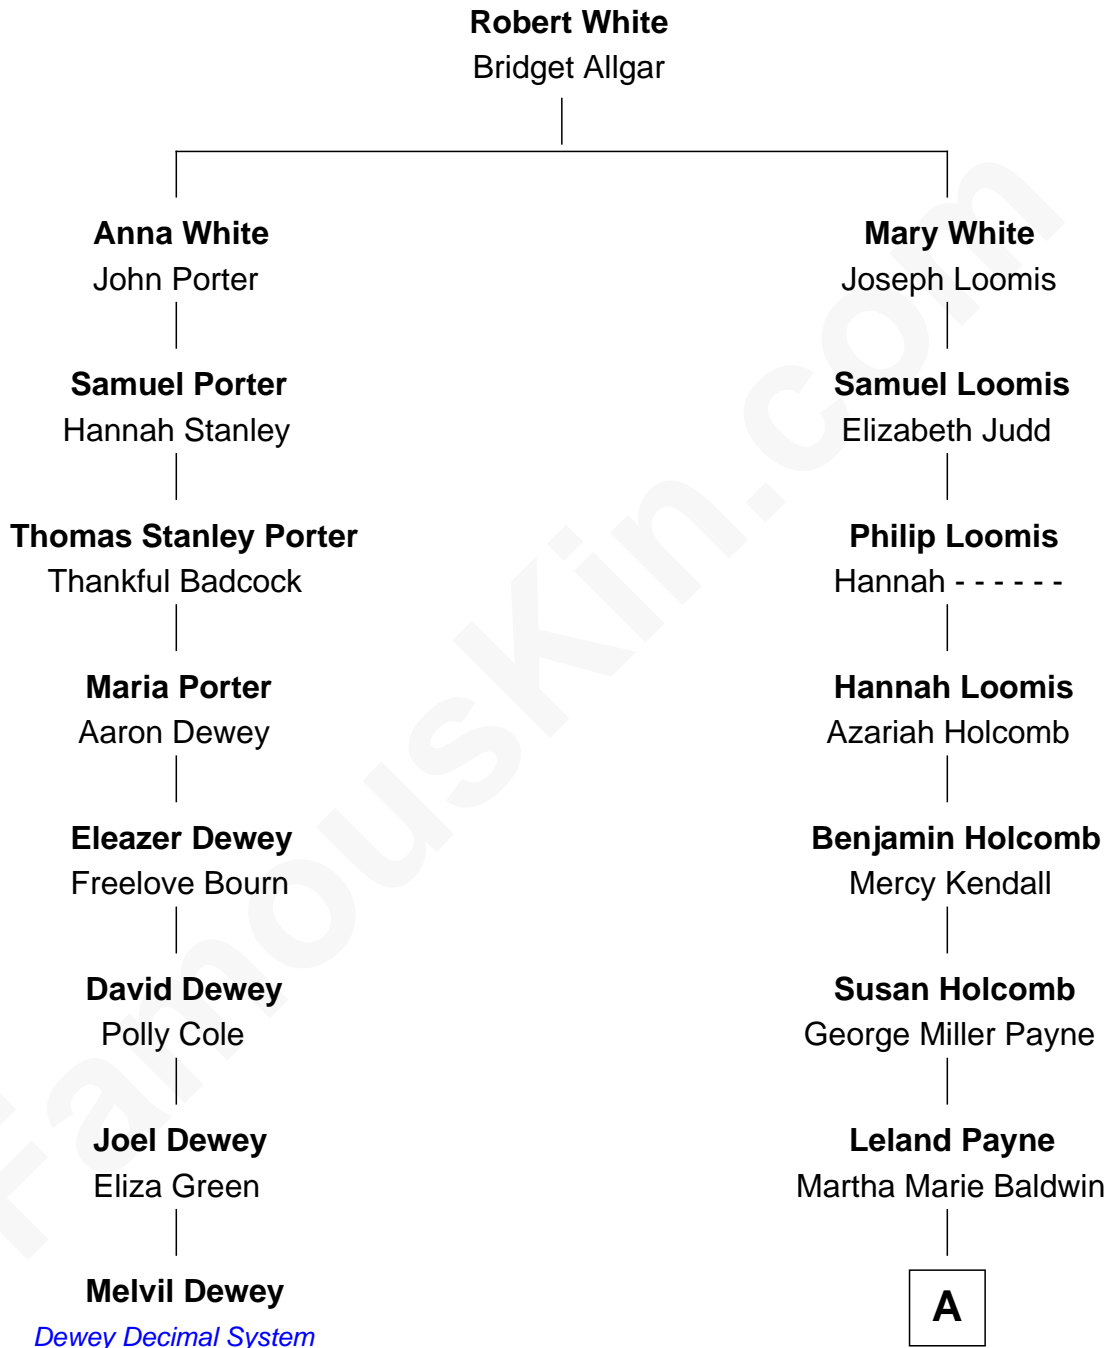 Robert White
Bridget Allgar
Anna White
John Porter
Mary White
Joseph Loomis
Samuel Porter
Hannah Stanley
Samuel Loomis
Elizabeth Judd
Thomas Stanley Porter
Thankful Badcock
Philip Loomis
Hannah - - - - - -
Maria Porter
Aaron Dewey
Hannah Loomis
Azariah Holcomb
Eleazer Dewey
Freelove Bourn
Benjamin Holcomb
Mercy Kendall
David Dewey
Polly Cole
Susan Holcomb
George Miller Payne
Joel Dewey
Eliza Green
Leland Payne
Martha Marie Baldwin
Melvil Dewey
Dewey Decimal System
A
FamousKin.com